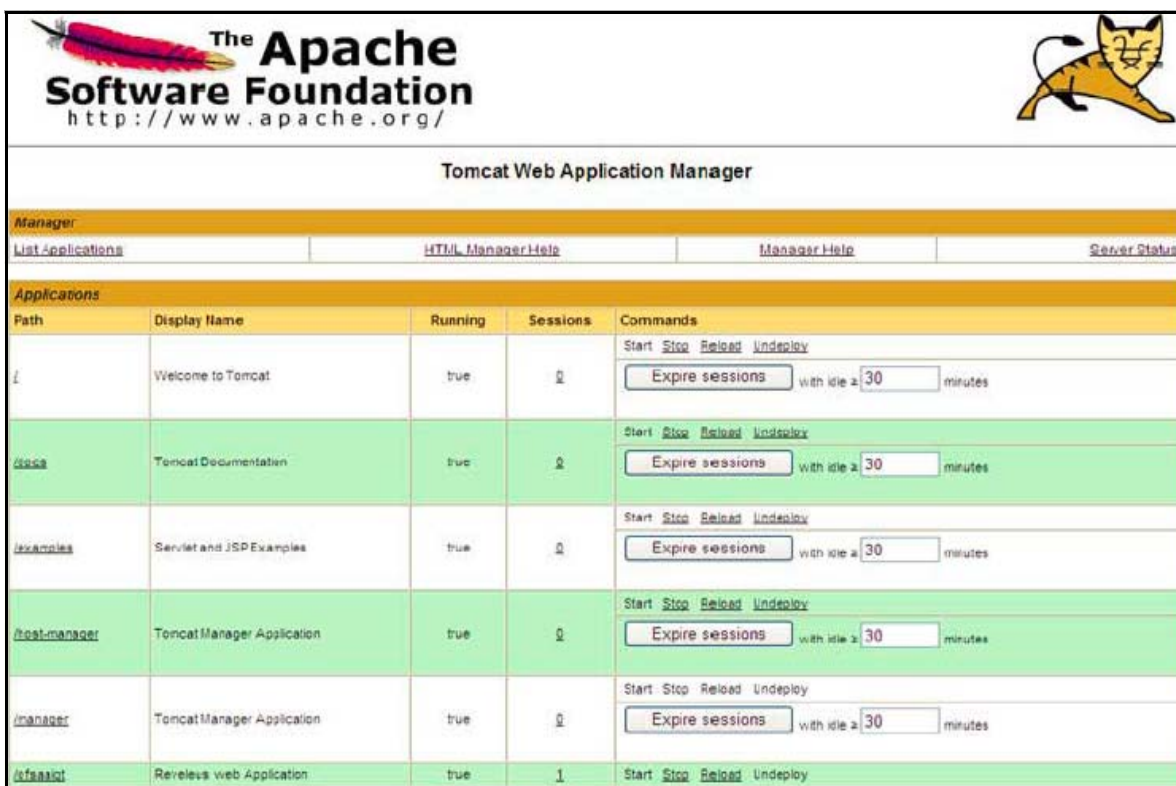 The Apache
Software Foundation
http://www.apache.org/
Tomcat Web Application Manager
Manager
List Applications HTML Manager Help Manager Help Server Status
Applications
Path Display Name Running Sessions Commands
Start Stop Reload Undeploy
/ Welcome to Tomcat true 0 Expire sessions with idle ≥ 30 minutes
Start Stop Reload Undeploy
/docs Tomcat Documentation true 0 Expire sessions with idle ≥ 30 minutes
Start Stop Reload Undeploy
/examples Servlet and JSP Examples true 0 Expire sessions with idle ≥ 30 minutes
Start Stop Reload Undeploy
/host-manager Tomcat Manager Application true 0 Expire sessions with idle ≥ 30 minutes
Start Stop Reload Undeploy
/manager Tomcat Manager Application true 0 Expire sessions with idle ≥ 30 minutes
Reveleus web Application true 1 Start Stop Reload Undeploy